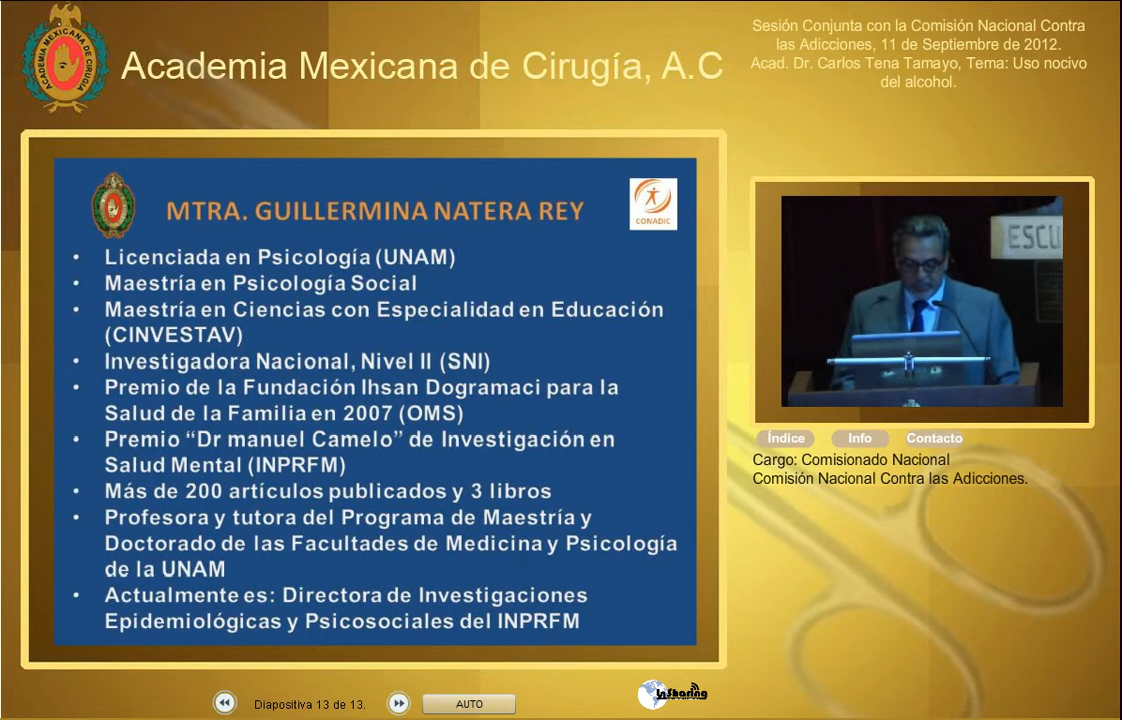 ACADEMIA MEXICANA DE CIRUGÍA
Academia Mexicana de Cirugía, A.C
Sesión Conjunta con la Comisión Nacional Contra
las Adicciones, 11 de Septiembre de 2012.
Acad. Dr. Carlos Tena Tamayo, Tema: Uso nocivo
del alcohol.
MTRA. GUILLERMINA NATERA REY
CONADIC
• Licenciada en Psicología (UNAM)
• Maestría en Psicología Social
• Maestría en Ciencias con Especialidad en Educación
(CINVESTAV)
• Investigadora Nacional, Nivel II (SNI)
• Premio de la Fundación Ihsan Dogramaci para la
Salud de la Familia en 2007 (OMS)
• Premio “Dr manuel Camelo” de Investigación en
Salud Mental (INPRFM)
• Más de 200 artículos publicados y 3 libros
• Profesora y tutora del Programa de Maestría y
Doctorado de las Facultades de Medicina y Psicología
de la UNAM
• Actualmente es: Directora de Investigaciones
Epidemiológicas y Psicosociales del INPRFM
ESCU
Índice Info Contacto
Cargo: Comisionado Nacional
Comisión Nacional Contra las Adicciones.
Diapositiva 13 de 13.
AUTO
InSharing